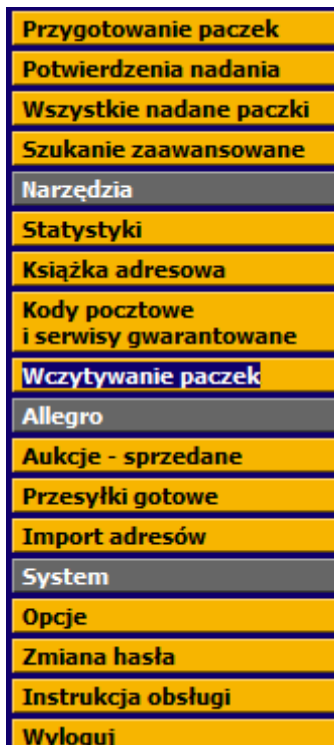 Przygotowanie paczek
Potwierdzenia nadania
Wszystkie nadane paczki
Szukanie zaawansowane
Narzędzia
Statystyki
Książka adresowa
Kody pocztowe
i serwisy gwarantowane
Wczytywanie paczek
Allegro
Aukcje - sprzedane
Przesyłki gotowe
Import adresów
System
Opcje
Zmiana hasła
Instrukcja obsługi
Wyloguj